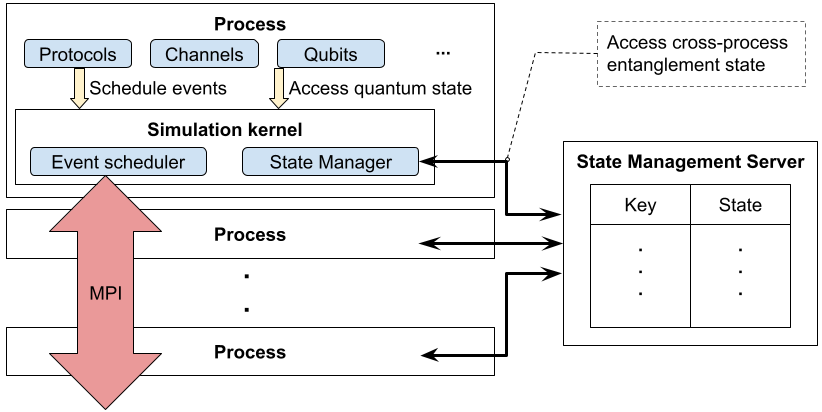 Process
Protocols
Channels
Qubits
...
Schedule events
Access quantum state
Simulation kernel
Event scheduler
State Manager
Access cross-process
entanglement state
State Management Server
Key
State
Process
MPI
Process